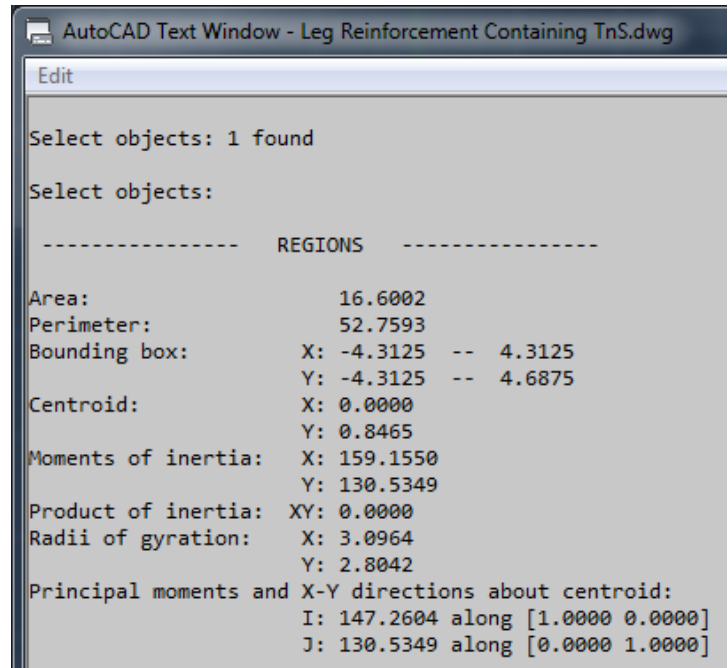 AutoCAD Text Window - Leg Reinforcement Containing TnS.dwg
Edit
Select objects: 1 found
Select objects:
---------------- REGIONS ----------------
Area: 16.6002
Perimeter: 52.7593
Bounding box: X: -4.3125 -- 4.3125
Y: -4.3125 -- 4.6875
Centroid: X: 0.0000
Y: 0.8465
Moments of inertia: X: 159.1550
Y: 130.5349
Product of inertia: XY: 0.0000
Radii of gyration: X: 3.0964
Y: 2.8042
Principal moments and X-Y directions about centroid:
I: 147.2604 along [1.0000 0.0000]
J: 130.5349 along [0.0000 1.0000]